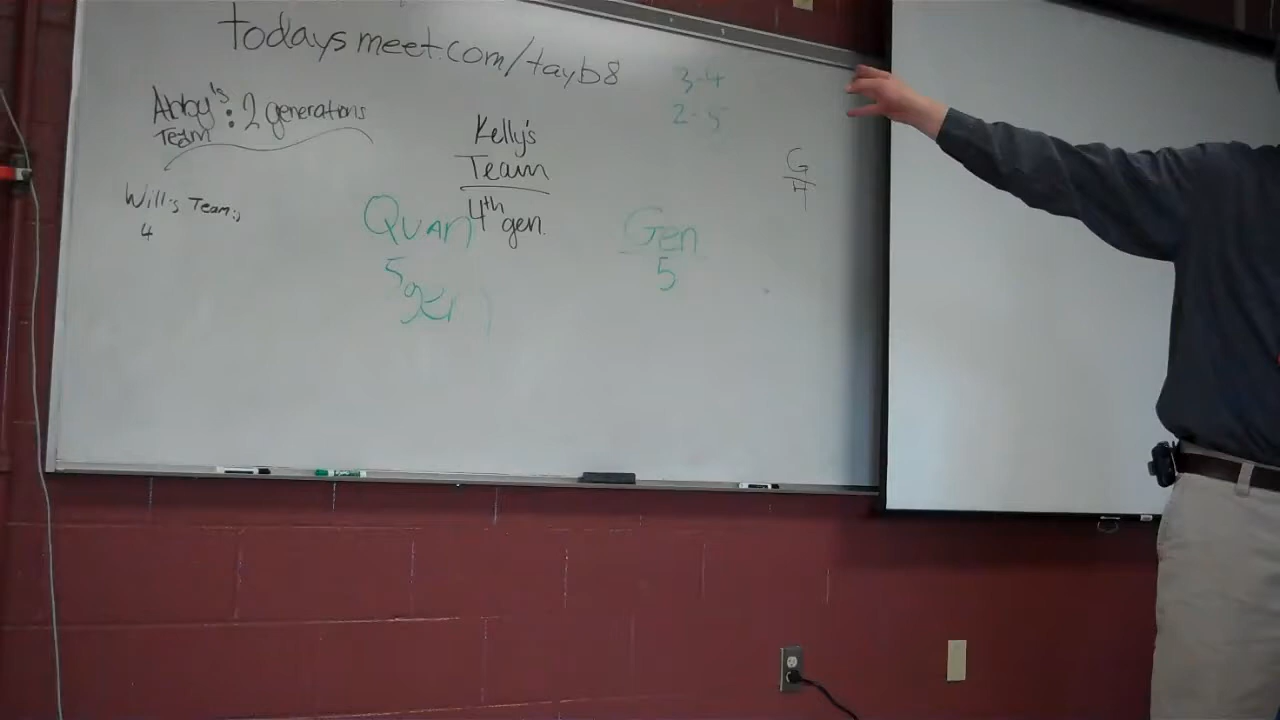 todaysmeet.com/tayb8
3-4
2-5
Abby's: 2 generations
Team
Kelly's
Team
4th
gen.
G
4
Will's Team:
4
Quan
5
gen
Gen
5